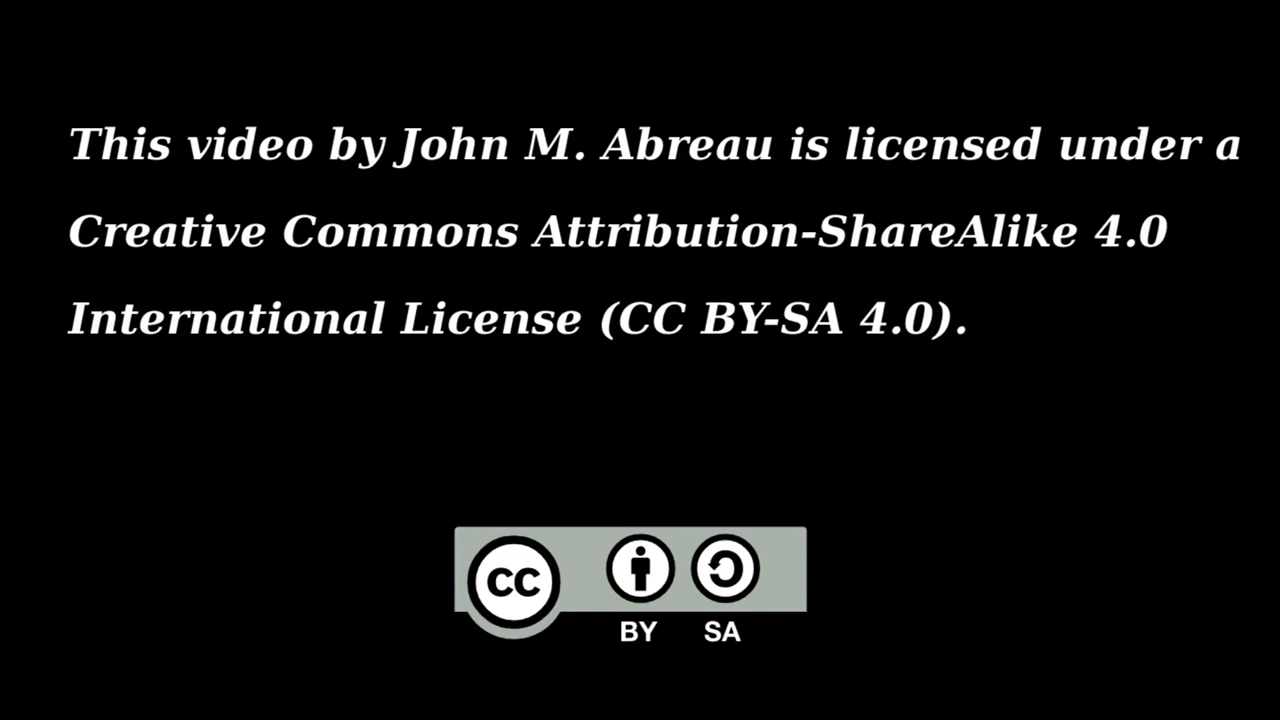 This video by John M. Abreau is licensed under a
Creative Commons Attribution-ShareAlike 4.0
International License (CC BY-SA 4.0).
CC
BY SA